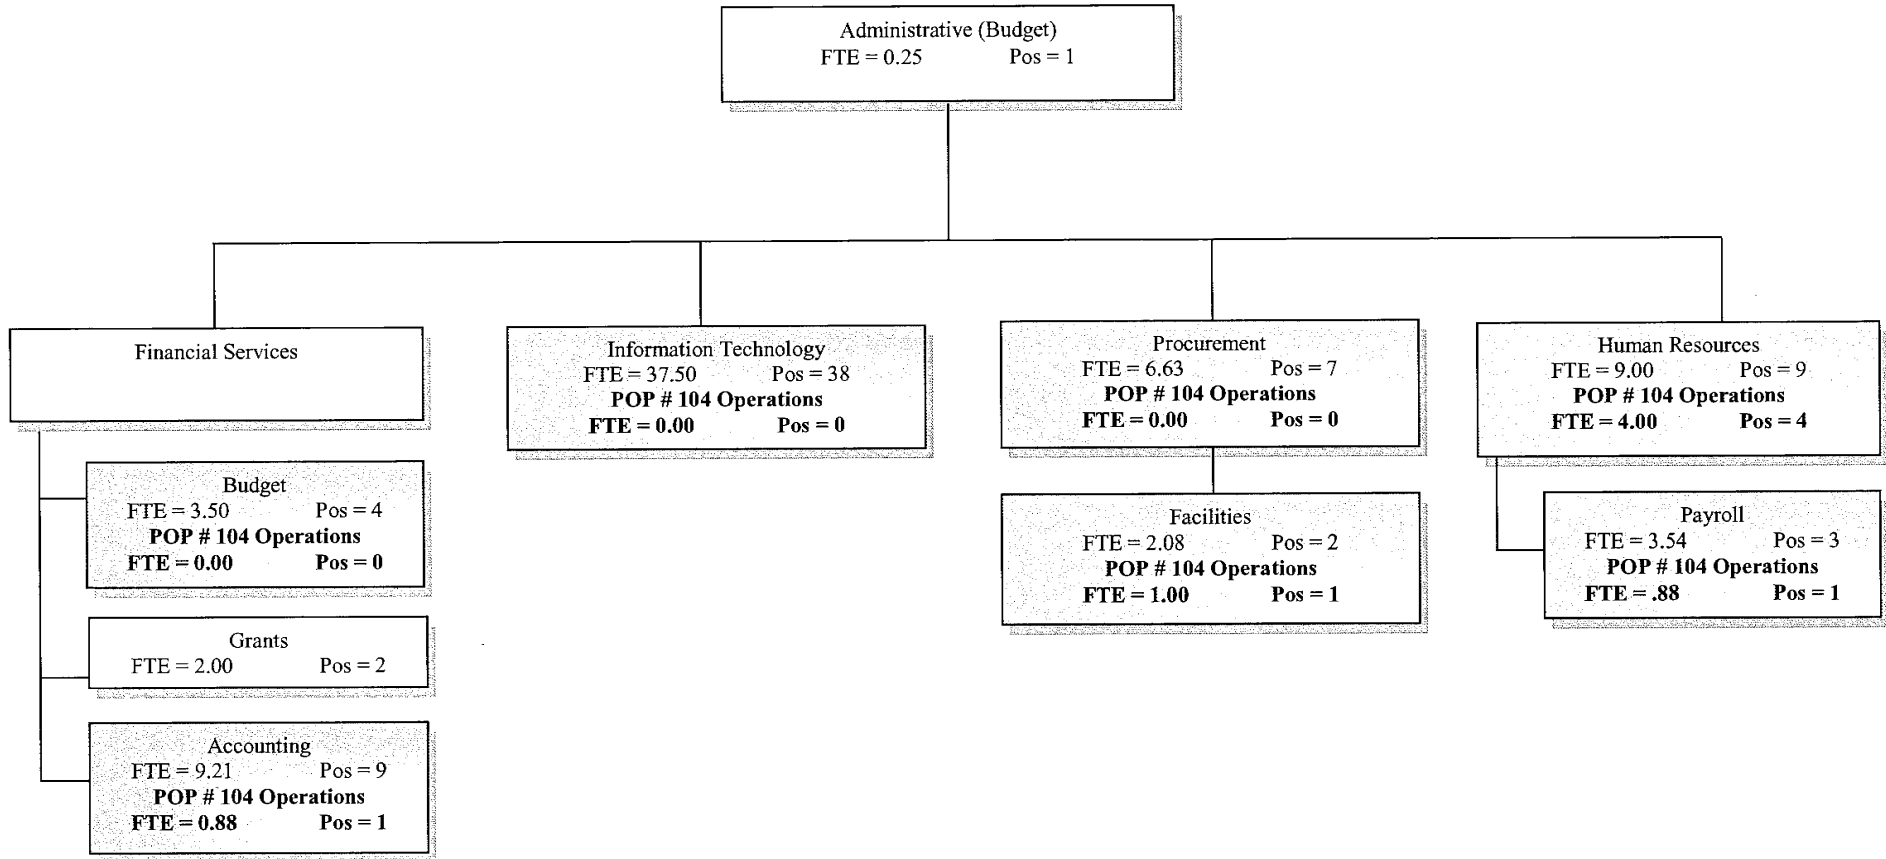 Administrative (Budget)
FTE = 0.25 Pos = 1
Financial Services
Information Technology
FTE = 37.50 Pos = 38
POP # 104 Operations
FTE = 0.00 Pos = 0
Procurement
FTE = 6.63 Pos = 7
POP # 104 Operations
FTE = 0.00 Pos = 0
Human Resources
FTE = 9.00 Pos = 9
POP # 104 Operations
FTE = 4.00 Pos = 4
Budget
FTE = 3.50 Pos = 4
POP # 104 Operations
FTE = 0.00 Pos = 0
Facilities
FTE = 2.08 Pos = 2
POP # 104 Operations
FTE = 1.00 Pos = 1
Payroll
FTE = 3.54 Pos = 3
POP # 104 Operations
FTE = .88 Pos = 1
Grants
FTE = 2.00 Pos = 2
Accounting
FTE = 9.21 Pos = 9
POP # 104 Operations
FTE = 0.88 Pos = 1